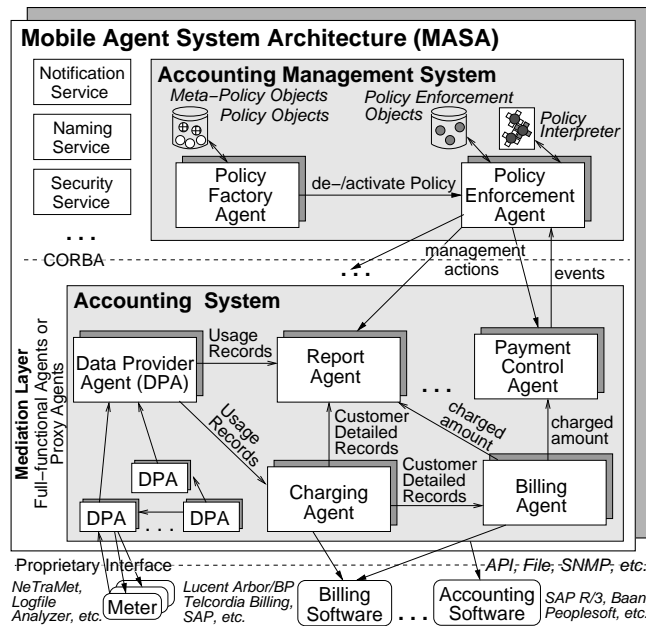 Mobile Agent System Architecture (MASA)
Notification
Service
Naming
Service
Security
Service
. . .
CORBA
Accounting Management System
Meta-Policy Objects
Policy Objects
Policy Enforcement
Objects
Policy
Interpreter
Policy
Factory
Agent
de-/activate Policy
Policy
Enforcement
Agent
. . .
management
actions
events
Mediation Layer
Full-functional Agents or
Proxy Agents
Accounting System
Data Provider
Agent (DPA)
Usage
Records
Report
Agent
. . .
Payment
Control
Agent
Usage
Records
Customer
Detailed
Records
charged
amount
charged
amount
DPA
DPA
. . .
DPA
Charging
Agent
Customer
Detailed
Records
Billing
Agent
Proprietary Interface
API, File, SNMP, etc.
NeTraMet,
Logfile
Analyzer, etc.
Meter
Lucent Arbor/BP
Telcordia Billing,
SAP, etc.
Billing
Software
. . .
Accounting
Software
SAP R/3, Baan
Peoplesoft, etc.